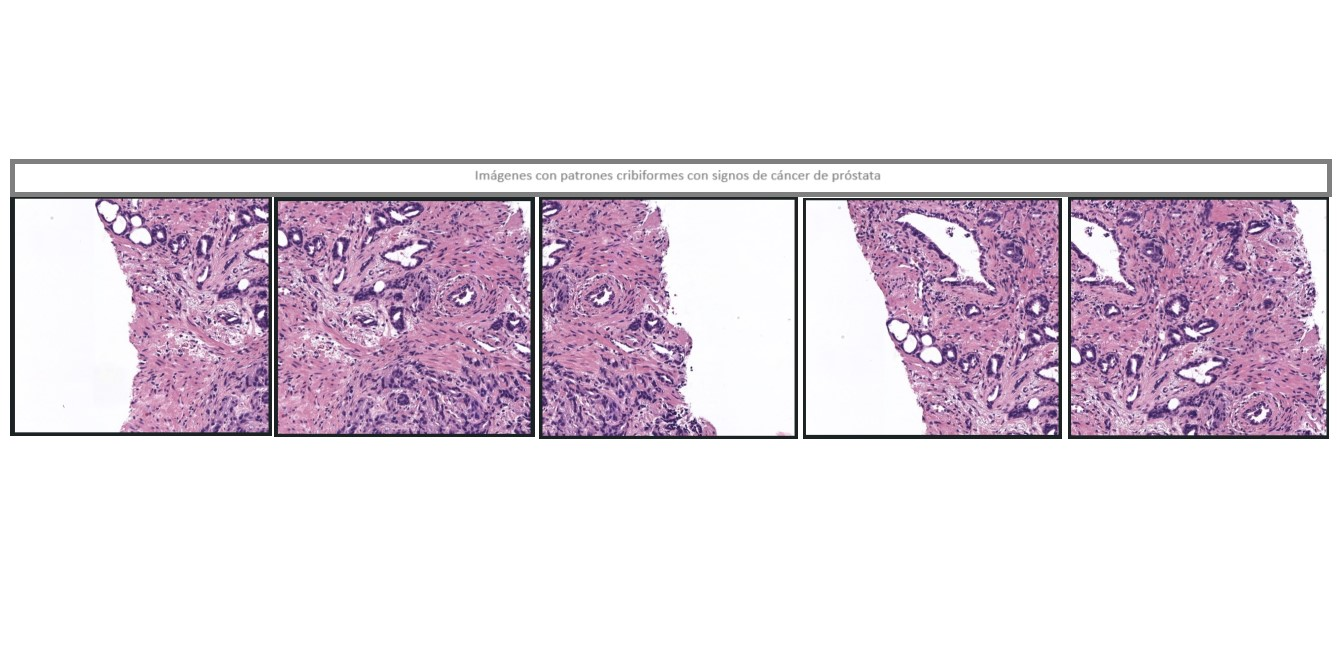 Imágenes con patrones cribiformes con signos de cáncer de próstata